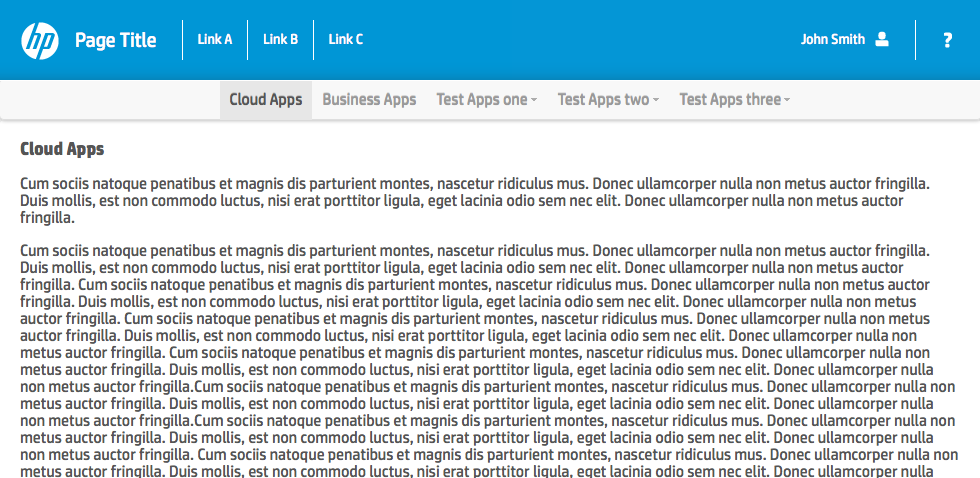 hp Page Title Link A Link B Link C John Smith ?
Cloud Apps Business Apps Test Apps one Test Apps two Test Apps three
Cloud Apps
Cum sociis natoque penatibus et magnis dis parturient montes, nascetur ridiculus mus. Donec ullamcorper nulla non metus auctor fringilla.
Duis mollis, est non commodo luctus, nisi erat porttitor ligula, eget lacinia odio sem nec elit. Donec ullamcorper nulla non metus auctor
fringilla.
Cum sociis natoque penatibus et magnis dis parturient montes, nascetur ridiculus mus. Donec ullamcorper nulla non metus auctor fringilla.
Duis mollis, est non commodo luctus, nisi erat porttitor ligula, eget lacinia odio sem nec elit. Donec ullamcorper nulla non metus auctor
fringilla. Cum sociis natoque penatibus et magnis dis parturient montes, nascetur ridiculus mus. Donec ullamcorper nulla non metus auctor
fringilla. Duis mollis, est non commodo luctus, nisi erat porttitor ligula, eget lacinia odio sem nec elit. Donec ullamcorper nulla non metus
auctor fringilla. Cum sociis natoque penatibus et magnis dis parturient montes, nascetur ridiculus mus. Donec ullamcorper nulla non metus
auctor fringilla. Duis mollis, est non commodo luctus, nisi erat porttitor ligula, eget lacinia odio sem nec elit. Donec ullamcorper nulla non
metus auctor fringilla. Cum sociis natoque penatibus et magnis dis parturient montes, nascetur ridiculus mus. Donec ullamcorper nulla non
metus auctor fringilla. Duis mollis, est non commodo luctus, nisi erat porttitor ligula, eget lacinia odio sem nec elit. Donec ullamcorper nulla
non metus auctor fringilla.Cum sociis natoque penatibus et magnis dis parturient montes, nascetur ridiculus mus. Donec ullamcorper nulla non
metus auctor fringilla. Duis mollis, est non commodo luctus, nisi erat porttitor ligula, eget lacinia odio sem nec elit. Donec ullamcorper nulla
non metus auctor fringilla.Cum sociis natoque penatibus et magnis dis parturient montes, nascetur ridiculus mus. Donec ullamcorper nulla non
metus auctor fringilla. Duis mollis, est non commodo luctus, nisi erat porttitor ligula, eget lacinia odio sem nec elit. Donec ullamcorper nulla
non metus auctor fringilla. Cum sociis natoque penatibus et magnis dis parturient montes, nascetur ridiculus mus. Donec ullamcorper nulla non
metus auctor fringilla. Duis mollis, est non commodo luctus, nisi erat porttitor ligula, eget lacinia odio sem nec elit. Donec ullamcorper nulla